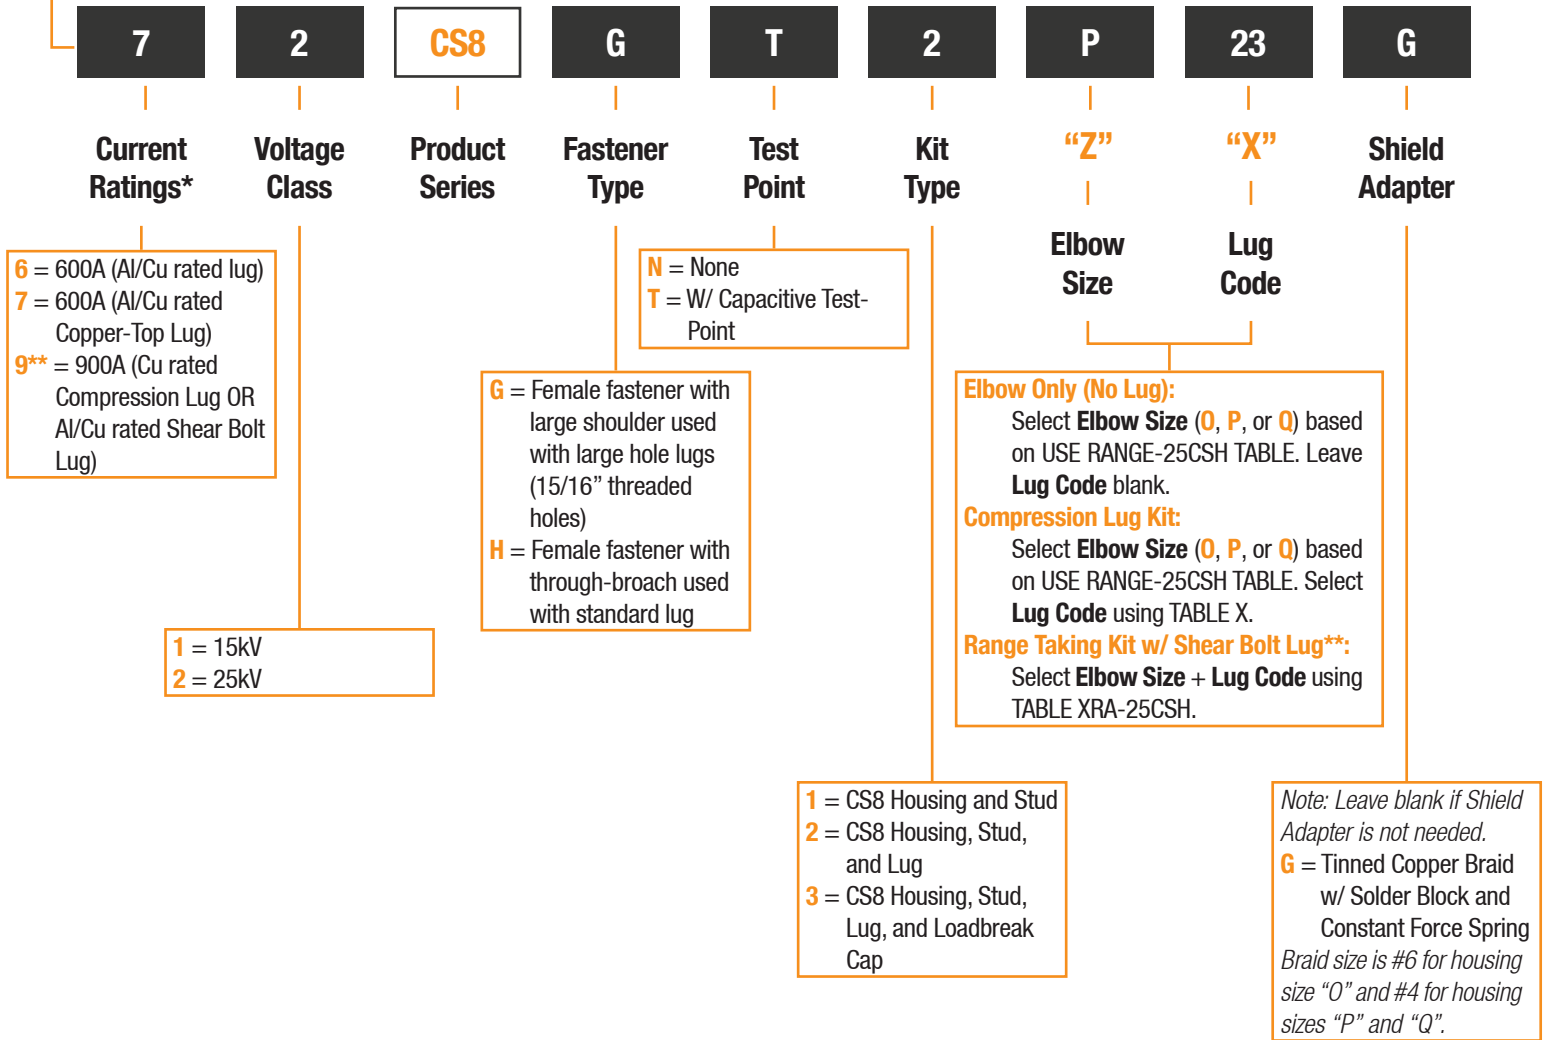 7 2 CS8 G T 2 P 23 G
Current
Ratings*
Voltage
Class
Product
Series
Fastener
Type
Test
Point
Kit
Type
“Z”
Elbow
Size
“X”
Lug
Code
Shield
Adapter
6 = 600A (Al/Cu rated lug)
7 = 600A (Al/Cu rated
Copper-Top Lug)
9** = 900A (Cu rated
Compression Lug OR
Al/Cu rated Shear Bolt
Lug)
1 = 15kV
2 = 25kV
G = Female fastener with
large shoulder used
with large hole lugs
(15/16” threaded
holes)
H = Female fastener with
through-broach used
with standard lug
N = None
T = W/ Capacitive Test-
Point
1 = CS8 Housing and Stud
2 = CS8 Housing, Stud,
and Lug
3 = CS8 Housing, Stud,
Lug, and Loadbreak
Cap
Elbow Only (No Lug):
Select Elbow Size (O, P, or Q) based
on USE RANGE-25CSH TABLE. Leave
Lug Code blank.
Compression Lug Kit:
Select Elbow Size (O, P, or Q) based
on USE RANGE-25CSH TABLE. Select
Lug Code using TABLE X.
Range Taking Kit w/ Shear Bolt Lug**:
Select Elbow Size + Lug Code using
TABLE XRA-25CSH.
Note: Leave blank if Shield
Adapter is not needed.
G = Tinned Copper Braid
w/ Solder Block and
Constant Force Spring
Braid size is #6 for housing
size “O” and #4 for housing
sizes “P” and “Q”.